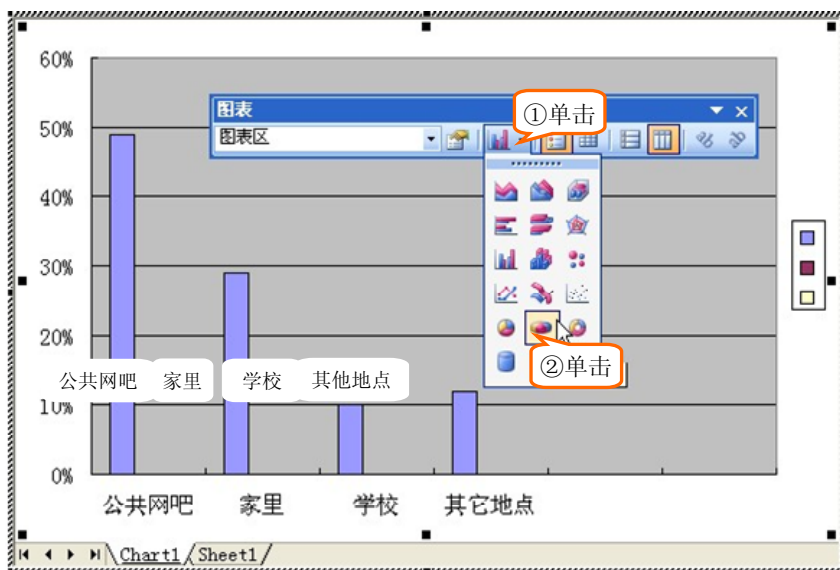 60%
图表
①单击
图表区
50%
40%
30%
20%
②单击
公共网吧 家里 学校 其他地点
10%
0%
公共网吧 家里 学校 其它地点
Chart1 Sheet1